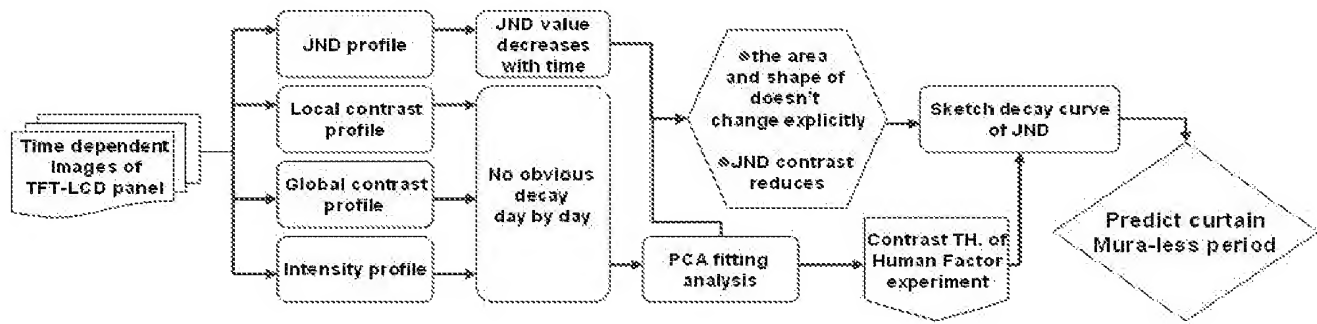 Time dependent
images of
TFT-LCD panel
JND profile
Local contrast
profile
Global contrast
profile
Intensity profile
JND value
decreases
with time
No obvious
decay
day by day
※the area
and shape of
doesn't
change explicitly
※JND contrast
reduces
PCA fitting
analysis
Contrast TH. of
Human Factor
experiment
Sketch decay curve
of JND
Predict curtain
Mura-less period